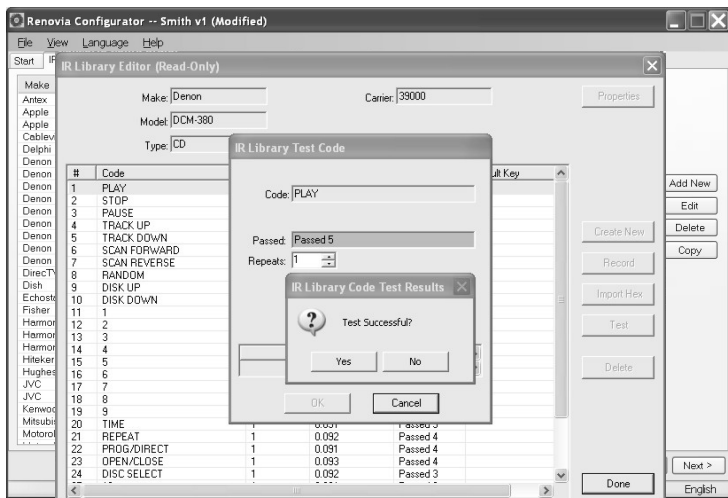 Renovia Configurator -- Smith v1 (Modified)
File View Language Help
Start
IR Library Editor (Read-Only)
Make
Antex
Apple
Apple
Delphi
Denon
Denon
Denon
Denon
Denon
Denon
Denon
Denon
Dish
Fisher
JVC
JVC
Make: Denon
Carrier: 39000
Properties
Model: DCM-380
Type: CD
# Code
1 PLAY
2 STOP
3 PAUSE
4 TRACK UP
5 TRACK DOWN
6 SCAN FORWARD
7 SCAN REVERSE
8 RANDOM
9 DISK UP
10 DISK DOWN
11 1
12 2
13 3
14 4
15 5
16 6
17 7
18 8
19 9
20 TIME 1 0.091
21 REPEAT 1 0.092 Passed 4
22 PROG/DIRECT 1 0.091 Passed 4
23 OPEN/CLOSE 1 0.093 Passed 4
24 DISC SELECT 1 0.092 Passed 3
Key
IR Library Test Code
Code: PLAY
Passed: Passed 5
Repeats: 1
IR Library Code Test Results
Test Successful?
Yes No
OK Cancel
Create New
Record
Import Hex
Test
Delete
Done
Add New
Edit
Delete
Copy
Next >
English